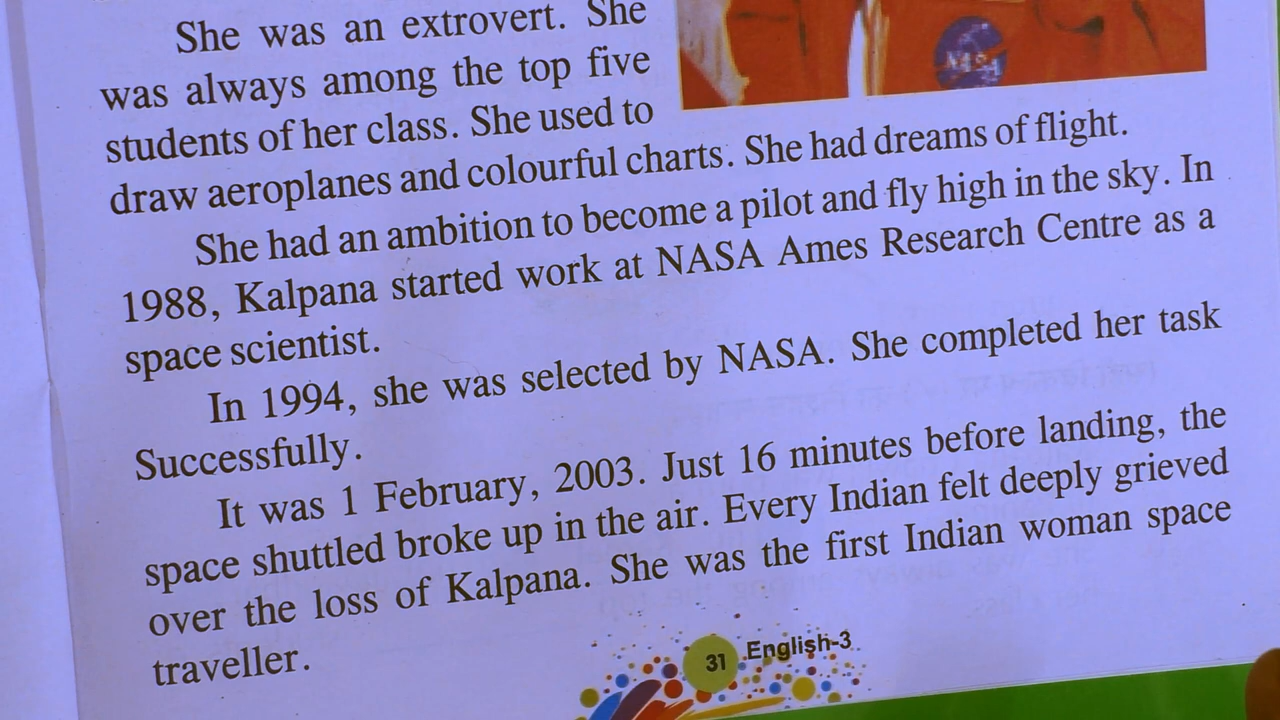 She was an extrovert. She
was always among the top five
students of her class. She used to
draw aeroplanes and colourful charts. She had dreams of flight.
She had an ambition to become a pilot and fly high in the sky. In
1988, Kalpana started work at NASA Ames Research Centre as a
space scientist.
In 1994, she was selected by NASA. She completed her task
Successfully.
It was 1 February, 2003. Just 16 minutes before landing, the
space shuttled broke up in the air. Every Indian felt deeply grieved
over the loss of Kalpana. She was the first Indian woman space
traveller.
31 English-3
NASA